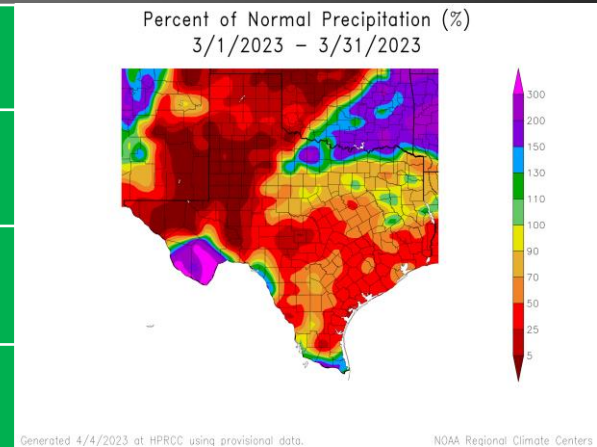 Percent of Normal Precipitation (%)
3/1/2023 – 3/31/2023
300
200
150
130
110
100
90
70
50
25
5
Generated 4/4/2023 at HPRCC using provisional data.
NOAA Regional Climate Centers